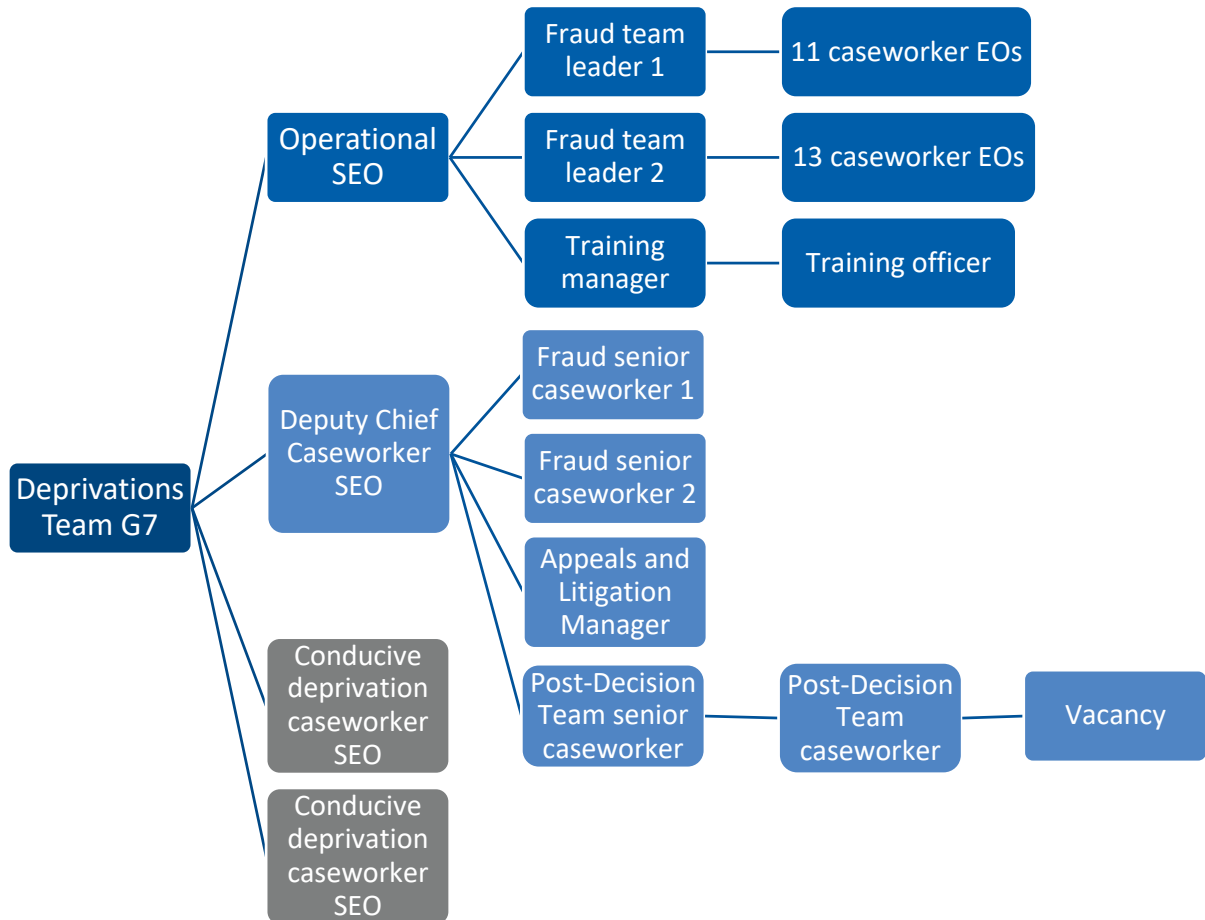 Deprivations
Team G7
Operational
SEO
Fraud team
leader 1
11 caseworker EOs
Fraud team
leader 2
13 caseworker EOs
Training
manager
Training officer
Deputy Chief
Caseworker
SEO
Fraud senior
caseworker 1
Fraud senior
caseworker 2
Appeals and
Litigation
Manager
Post-Decision
Team senior
caseworker
Post-Decision
Team
caseworker
Vacancy
Conducive
deprivation
caseworker
SEO
Conducive
deprivation
caseworker
SEO